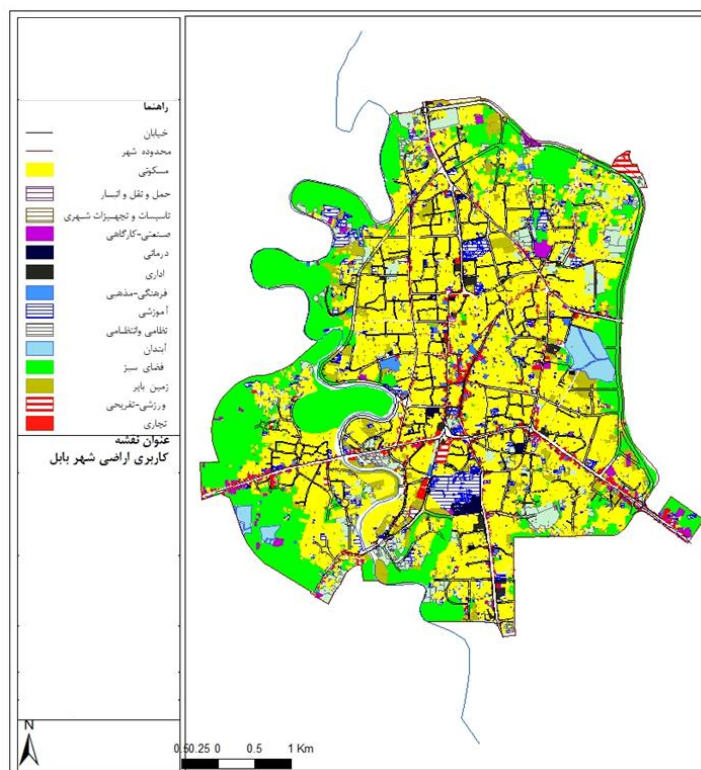 راهنما
خیابان
محدوده شهر
مسکونی
حمل و نقل و انبار
تاسیسات و تجهیزات شهری
صنعتی-کارگاهی
درمانی
اداری
فرهنگی-مذهبی
آموزشی
نظامی وانتظامی
آبندان
فضای سبز
زمین بایر
ورزشی-تفریحی
تجاری
عنوان نقشه
کاربری اراضی شهر بابل
N
0.50.25 0 0.5 1 Km